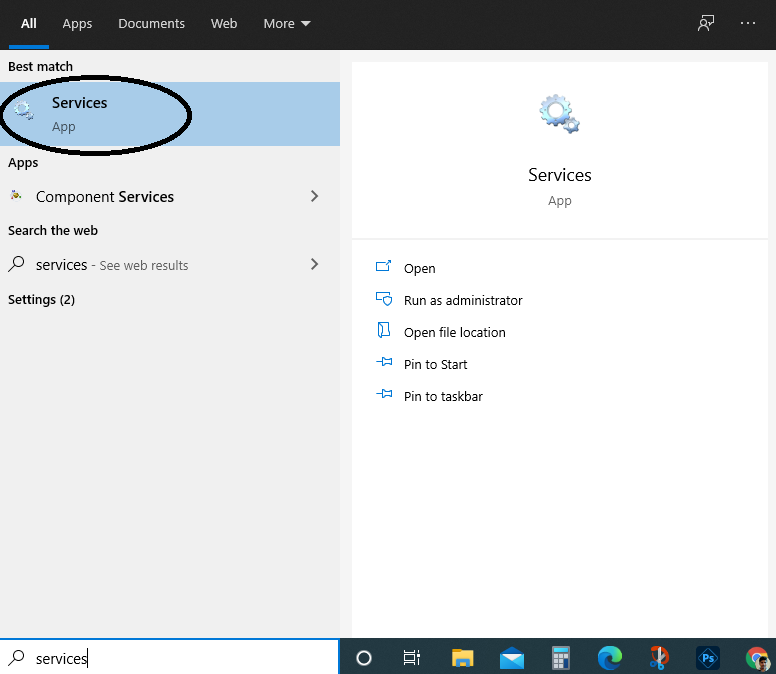 All Apps Documents Web More
Best match
Services
App
Apps
Component Services
Search the web
services - See web results
Settings (2)
services
Services
App
Open
Run as administrator
Open file location
Pin to Start
Pin to taskbar
Ps